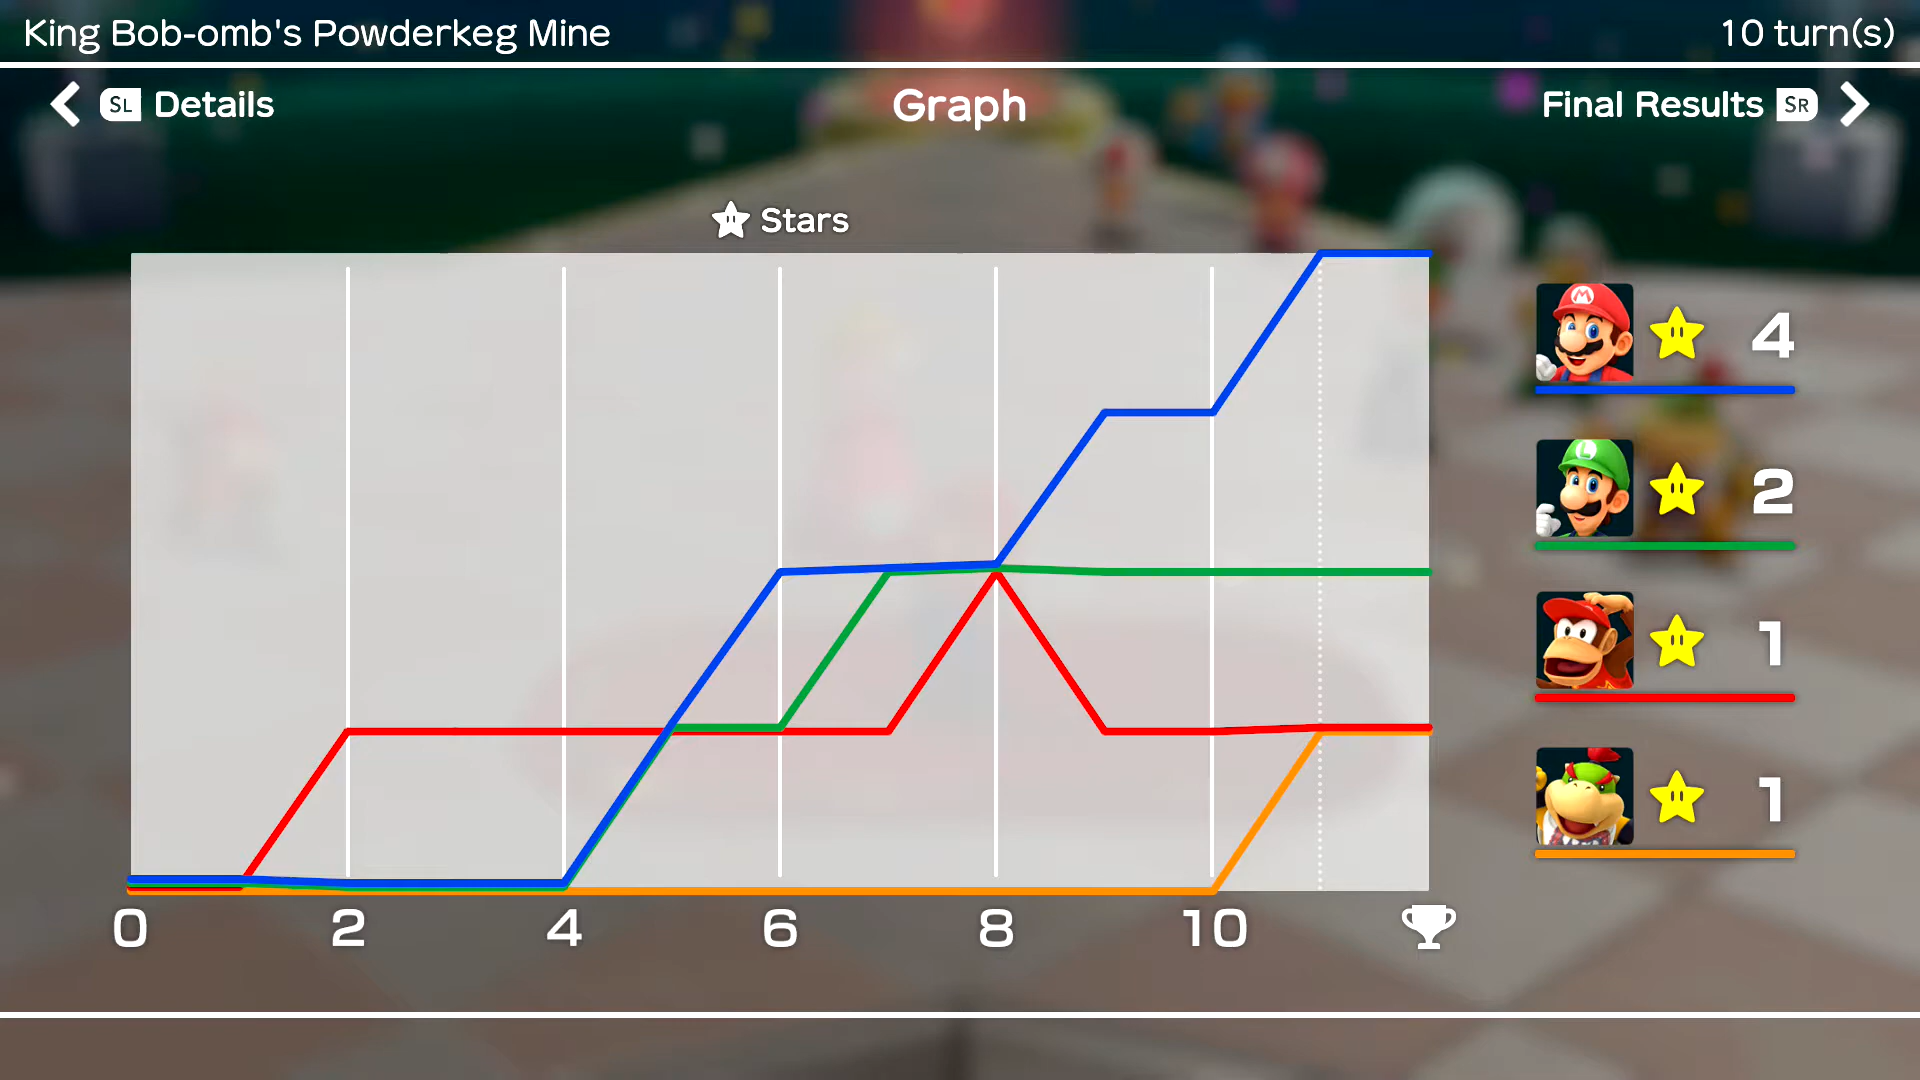 King Bob-omb's Powderkeg Mine 10 turn(s)
SL Details Graph Final Results SR
Stars
4
2
1
1
0 2 4 6 8 10